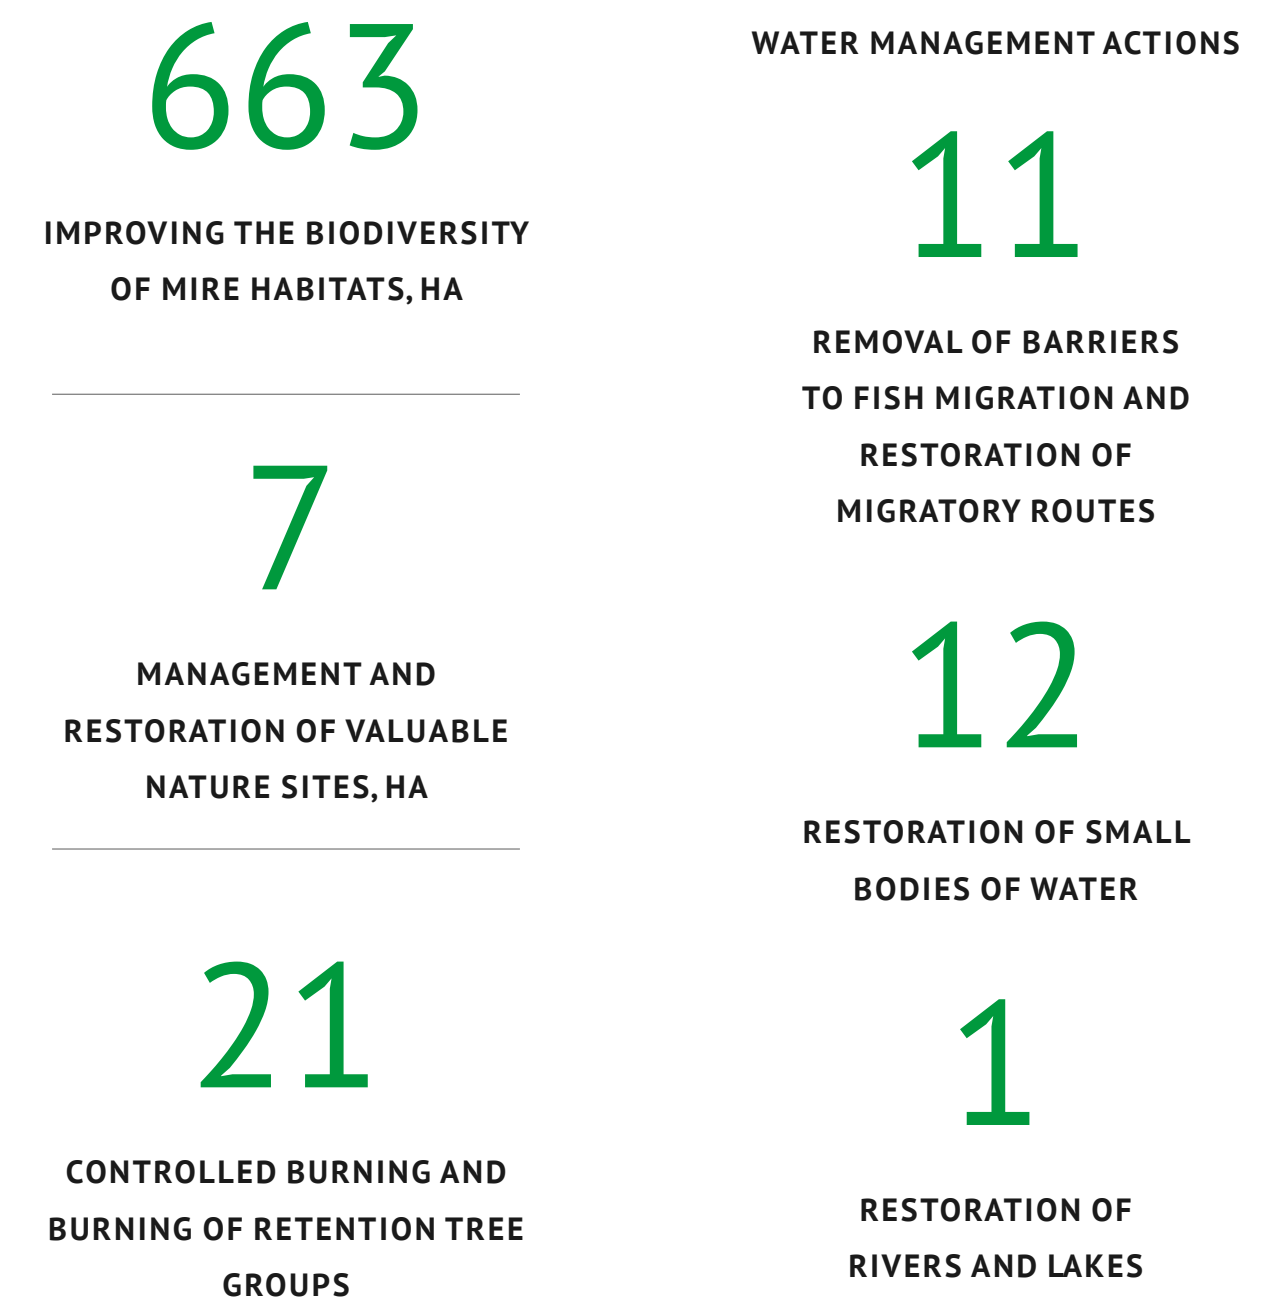 663
IMPROVING THE BIODIVERSITY
OF MIRE HABITATS, HA
7
MANAGEMENT AND
RESTORATION OF VALUABLE
NATURE SITES, HA
21
CONTROLLED BURNING AND
BURNING OF RETENTION TREE
GROUPS
WATER MANAGEMENT ACTIONS
11
REMOVAL OF BARRIERS
TO FISH MIGRATION AND
RESTORATION OF
MIGRATORY ROUTES
12
RESTORATION OF SMALL
BODIES OF WATER
1
RESTORATION OF
RIVERS AND LAKES